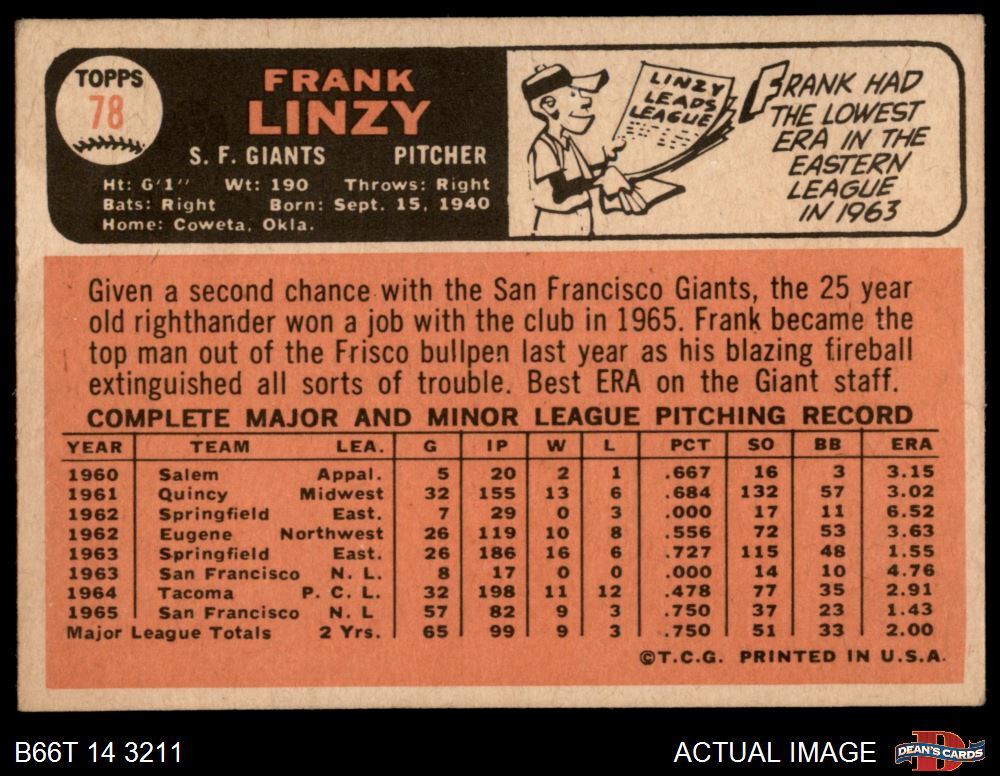 TOPPS
78
FRANK
LINZY
S. F. GIANTS PITCHER
Ht: 6'1" Wt: 190 Throws: Right
Bats: Right Born: Sept. 15, 1940
Home: Coweta, Okla.
LINZY
LEADS
LEAGUE
FRANK HAD
THE LOWEST
ERA IN THE
EASTERN
LEAGUE
IN 1963
Given a second chance with the San Francisco Giants, the 25 year
old righthander won a job with the club in 1965. Frank became the
top man out of the Frisco bullpen last year as his blazing fireball
extinguished all sorts of trouble. Best ERA on the Giant staff.
COMPLETE MAJOR AND MINOR LEAGUE PITCHING RECORD
YEAR TEAM LEA. G IP W L PCT SO BB ERA
1960 Salem Appal. 5 20 2 1 .667 16 3 3.15
1961 Quincy Midwest 32 155 13 6 .684 132 57 3.02
1962 Springfield East. 7 29 0 3 .000 17 11 6.52
1962 Eugene Northwest 26 119 10 8 .556 72 53 3.63
1963 Springfield East. 26 186 16 6 .727 115 48 1.55
1963 San Francisco N. L. 8 17 0 0 .000 14 10 4.76
1964 Tacoma P. C. L. 32 198 11 12 .478 77 35 2.91
1965 San Francisco N. L 57 82 9 3 .750 37 23 1.43
Major League Totals 2 Yrs. 65 99 9 3 .750 51 33 2.00
©T.C.G. PRINTED IN U.S.A.
B66T 14 3211 ACTUAL IMAGE DEAN'S CARDS